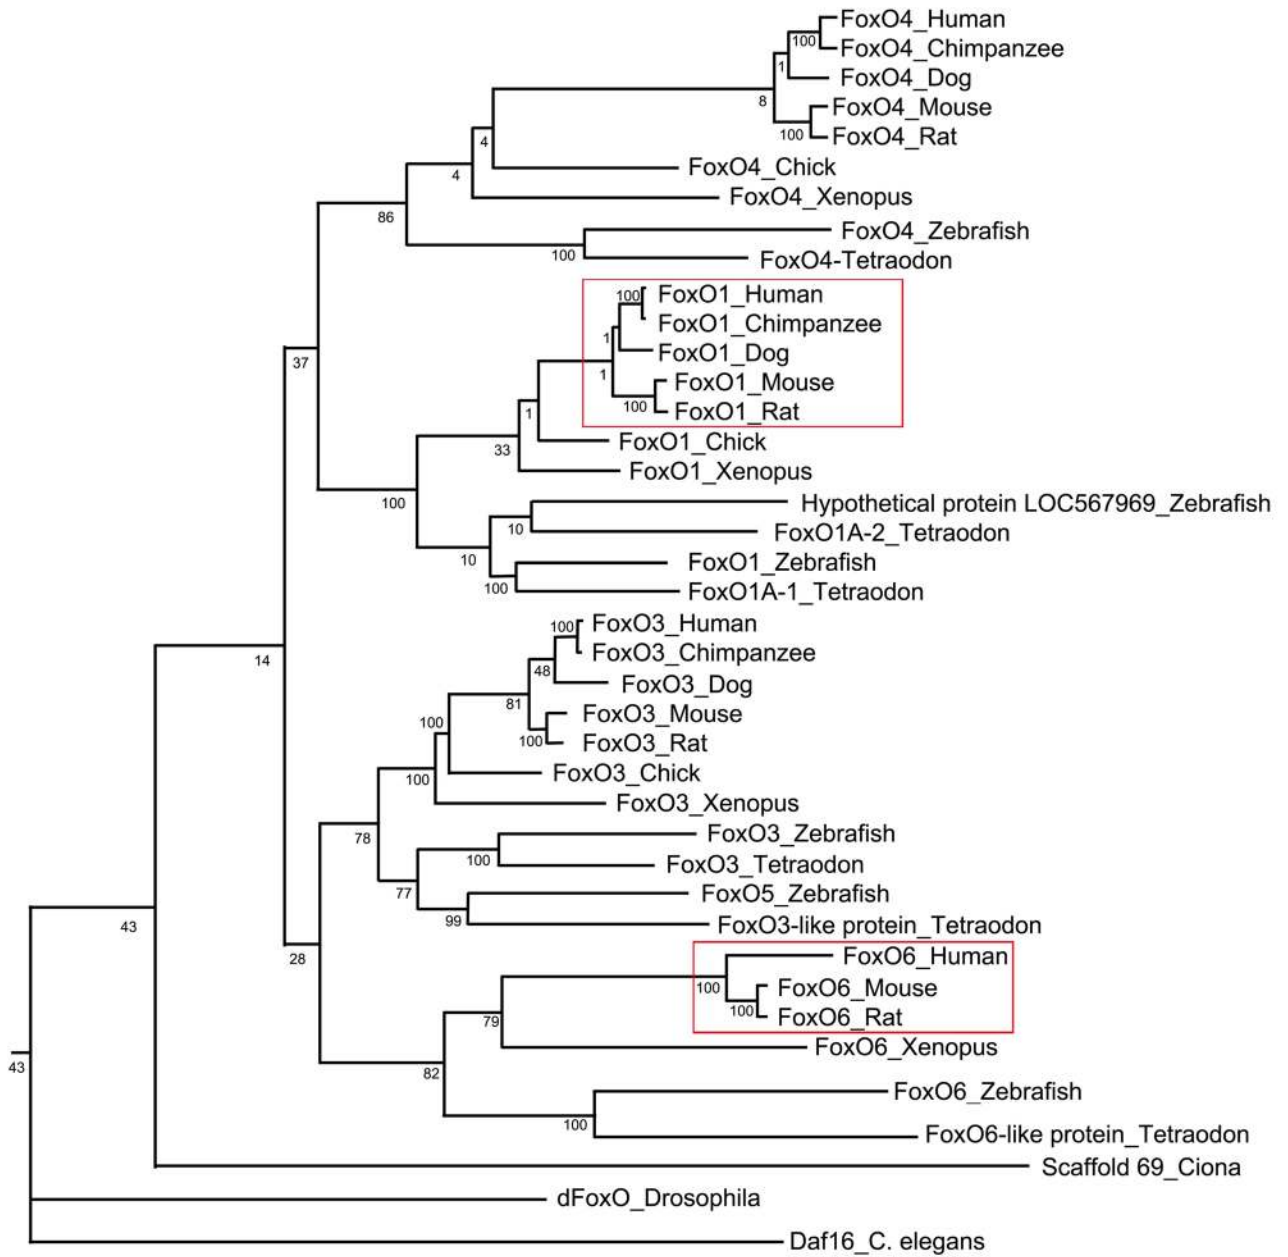 FoxO4_Human
100
FoxO4_Chimpanzee
1
FoxO4_Dog
8
FoxO4_Mouse
100
FoxO4_Rat
4
FoxO4_Chick
4
FoxO4_Xenopus
86
FoxO4_Zebrafish
100
FoxO4-Tetraodon
100
FoxO1_Human
FoxO1_Chimpanzee
1
FoxO1_Dog
37
1
FoxO1_Mouse
100
FoxO1_Rat
1
FoxO1_Chick
33
FoxO1_Xenopus
100
Hypothetical protein LOC567969_Zebrafish
10
FoxO1A-2_Tetraodon
10
FoxO1_Zebrafish
100
FoxO1A-1_Tetraodon
100
FoxO3_Human
FoxO3_Chimpanzee
14
48
FoxO3_Dog
81
FoxO3_Mouse
100
100
FoxO3_Rat
100
FoxO3_Chick
FoxO3_Xenopus
78
FoxO3_Zebrafish
100
FoxO3_Tetraodon
77
FoxO5_Zebrafish
99
FoxO3-like protein_Tetraodon
43
28
FoxO6_Human
100
FoxO6_Mouse
100
FoxO6_Rat
79
FoxO6_Xenopus
43
82
FoxO6_Zebrafish
100
FoxO6-like protein_Tetraodon
Scaffold 69_Ciona
dFoxO_Drosophila
Daf16_C. elegans